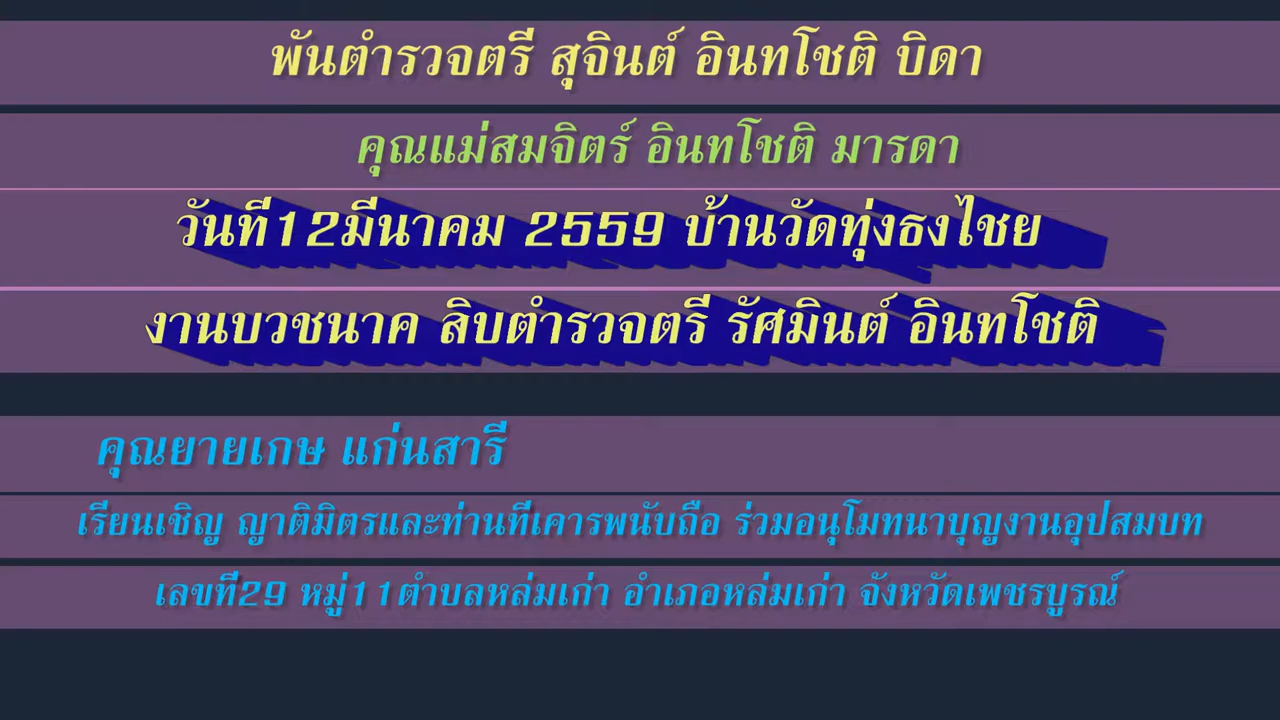 พันตำรวจตรี สุจินต์ อินทโชติ บิดา
คุณแม่สมจิตร์ อินทโชติ มารดา
วันที่12มีนาคม 2559 บ้านวัดทุ่งธงไชย
งานบวชนาค สิบตำรวจตรี รัศมินต์ อินทโชติ
คุณยายเกษ แก่นสารี
เรียนเชิญ ญาติมิตรและท่านที่เคารพนับถือ ร่วมอนุโมทนาบุญงานอุปสมบท
เลขที่29 หมู่11ตำบลหล่มเก่า อำเภอหล่มเก่า จังหวัดเพชรบูรณ์